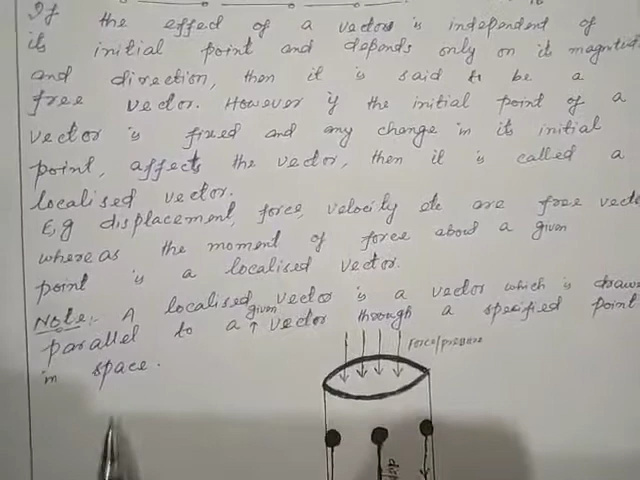 If the effect of a vector is independent of
its initial point and depends only on its magnitud
and direction, then it is said to be a
free vector. However if the initial point of a
vector is fixed and any change in its initial
point, affects the vector, then it is called a
localised vector.
E,g displacement, force, velocity etc are free vecto
where as the moment of force about a given
point is a localised vector.
Note:- A localised vector is a vector which is drawn
parallel to a given vector through a specified point
in space.
Force/pressure